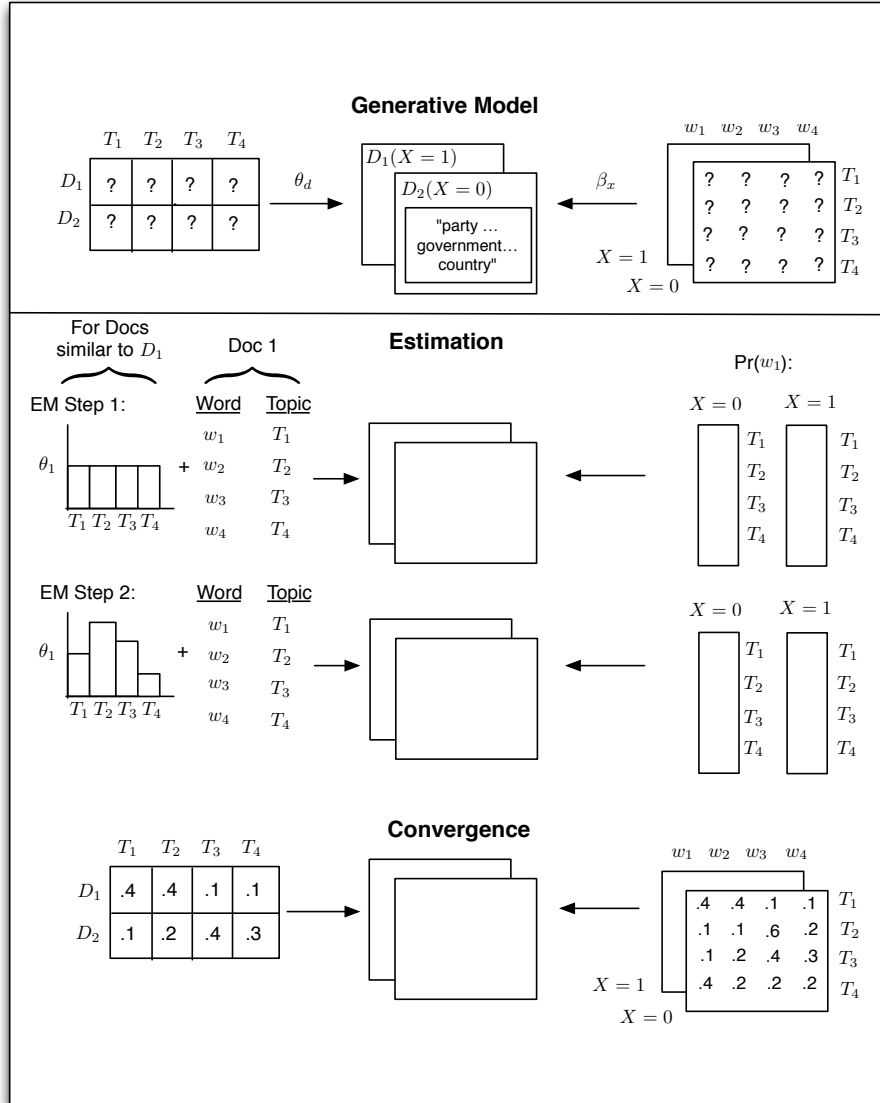 Generative Model
T1 T2 T3 T4
D1 ? ? ? ?
D2 ? ? ? ?
θd
D1(X = 1)
D2(X = 0)
"party ...
government...
country"
βx
w1 w2 w3 w4
? ? ? ? T1
? ? ? ? T2
? ? ? ? T3
? ? ? ? T4
X = 1
X = 0
Estimation
For Docs
similar to D1
Doc 1
Pr(w1):
EM Step 1:
Word Topic
w1 T1
w2 T2
w3 T3
w4 T4
θ1
+
T1 T2 T3 T4
X = 0 X = 1
T1 T1
T2 T2
T3 T3
T4 T4
EM Step 2:
Word Topic
w1 T1
w2 T2
w3 T3
w4 T4
θ1
+
T1 T2 T3 T4
X = 0 X = 1
T1 T1
T2 T2
T3 T3
T4 T4
Convergence
T1 T2 T3 T4
D1 .4 .4 .1 .1
D2 .1 .2 .4 .3
w1 w2 w3 w4
.4 .4 .1 .1 T1
.1 .1 .6 .2 T2
.1 .2 .4 .3 T3
.4 .2 .2 .2 T4
X = 1
X = 0